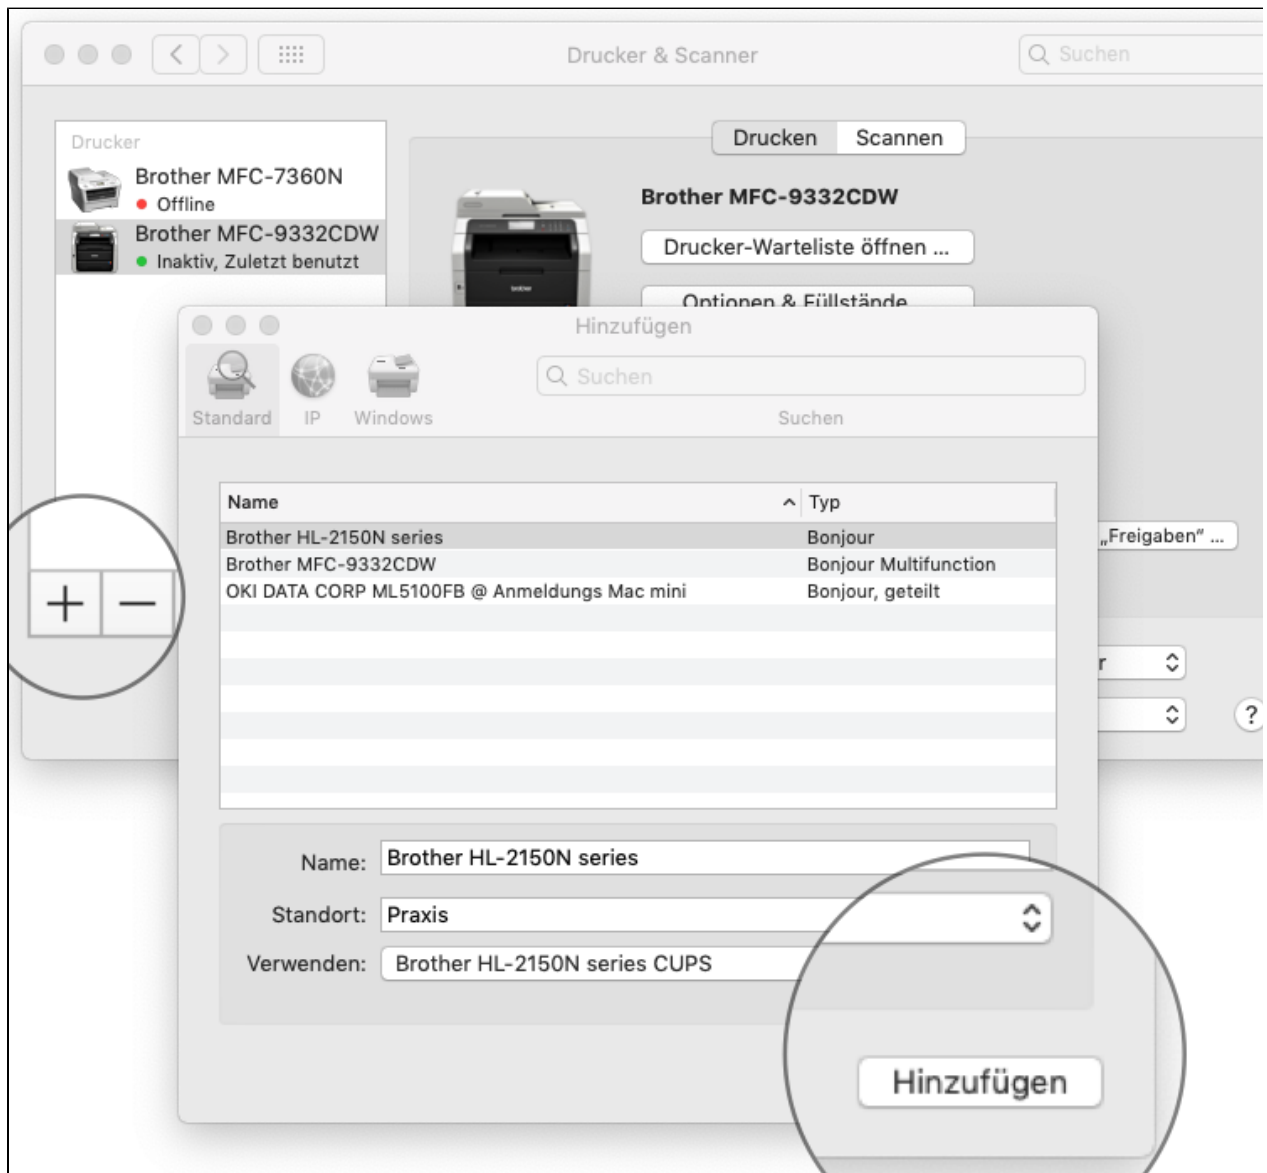 Drucker & Scanner
Suchen
Drucker
Brother MFC-7360N
Offline
Brother MFC-9332CDW
Inaktiv, Zuletzt benutzt
Drucken Scannen
Brother MFC-9332CDW
Drucker-Warteliste öffnen ...
Optionen & Füllstände
„Freigaben“ ...
r
?
Hinzufügen
Standard IP Windows
Suchen
Suchen
Name Typ
Brother HL-2150N series Bonjour
Brother MFC-9332CDW Bonjour Multifunction
OKI DATA CORP ML5100FB @ Anmeldungs Mac mini Bonjour, geteilt
Name: Brother HL-2150N series
Standort: Praxis
Verwenden: Brother HL-2150N series CUPS
Hinzufügen